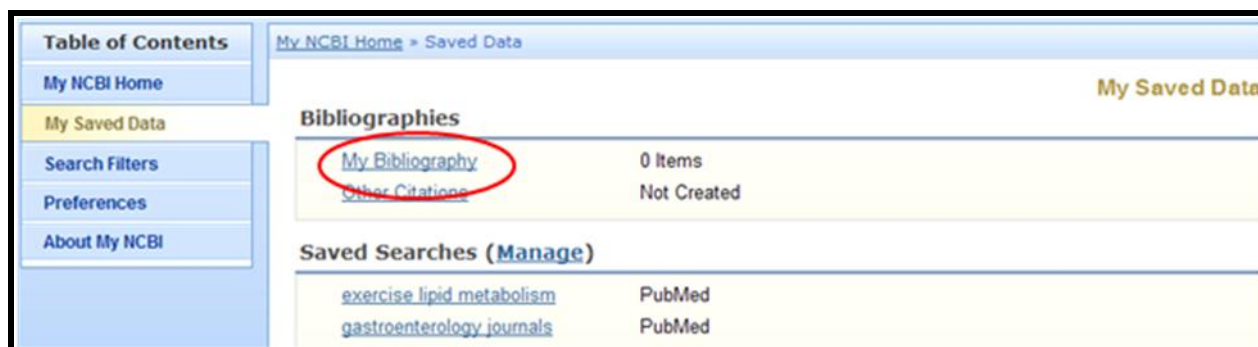 Table of Contents
My NCBI Home
My Saved Data
Search Filters
Preferences
About My NCBI
My NCBI Home » Saved Data
My Saved Data
Bibliographies
My Bibliography 0 Items
Other Citations Not Created
Saved Searches (Manage)
exercise lipid metabolism PubMed
gastroenterology journals PubMed